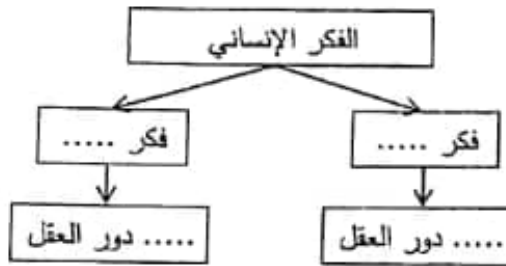 الفكر الإنساني
فكر .....
فكر .....
..... دور العقل
..... دور العقل